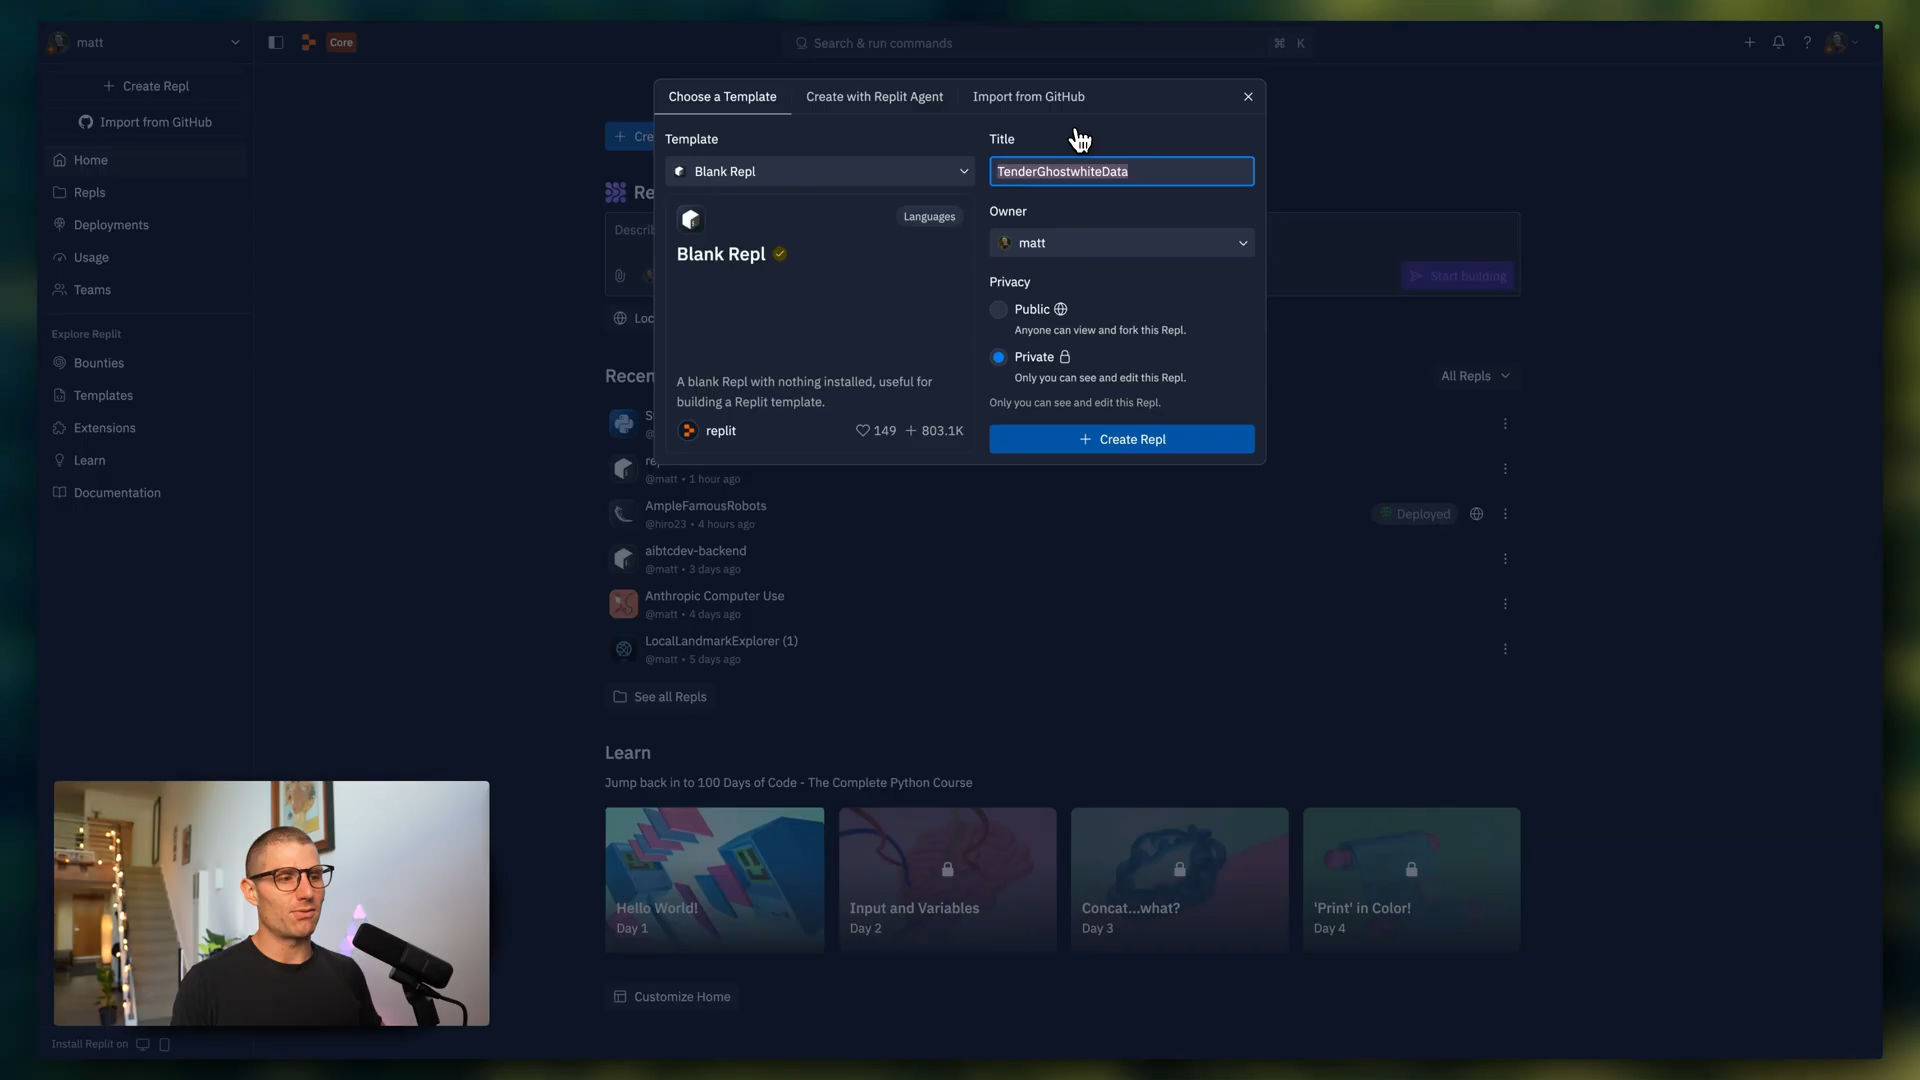 matt
Core
Search & run commands
⌘ K
Create Repl
Import from GitHub
Home
Repls
Deployments
Usage
Teams
Explore Replit
Bounties
Templates
Extensions
Learn
Documentation
Install Replit on
Choose a Template
Create with Replit Agent
Import from GitHub
Template
Blank Repl
Languages
Blank Repl
A blank Repl with nothing installed, useful for
building a Replit template.
replit
149
803.1K
Title
TenderGhostwhiteData
Owner
matt
Privacy
Public
Anyone can view and fork this Repl.
Private
Only you can see and edit this Repl.
Only you can see and edit this Repl.
Create Repl
Start building
All Repls
@matt • 1 hour ago
AmpleFamousRobots
@hiro23 • 4 hours ago
Deployed
aibtcdev-backend
@matt • 3 days ago
Anthropic Computer Use
@matt • 4 days ago
LocalLandmarkExplorer (1)
@matt • 5 days ago
See all Repls
Learn
Jump back in to 100 Days of Code - The Complete Python Course
Hello World!
Day 1
Input and Variables
Day 2
Concat...what?
Day 3
'Print' in Color!
Day 4
Customize Home